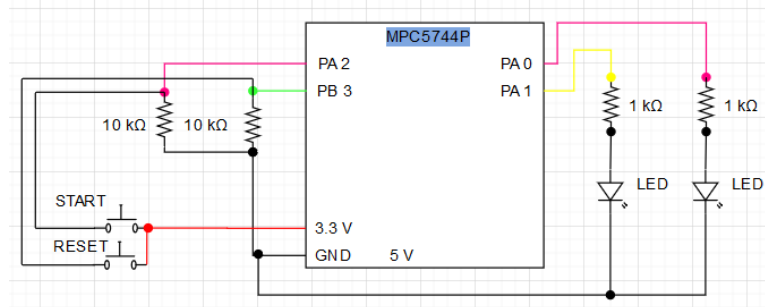 MPC5744P
PA 2
PA 0
PB 3
PA 1
10 kΩ
10 kΩ
1 kΩ
1 kΩ
START
LED
LED
3.3 V
RESET
GND
5 V